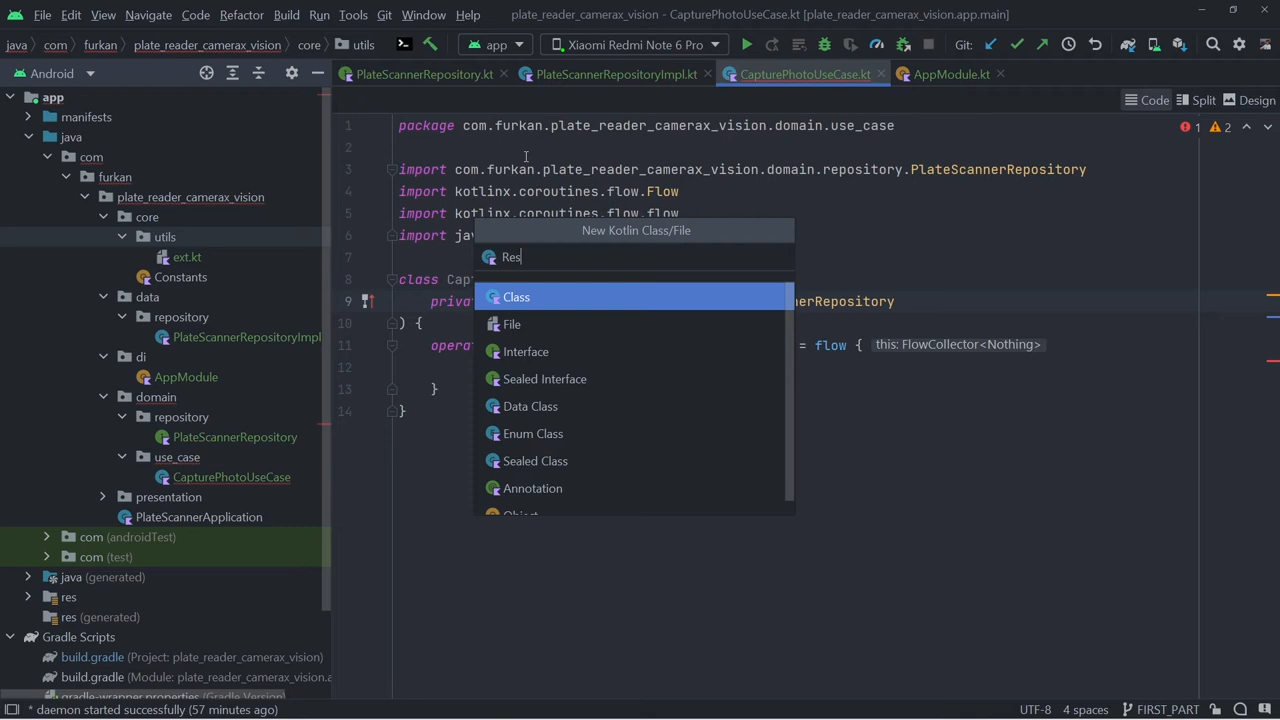 File Edit View Navigate Code Refactor Build Run Tools Git Window Help plate_reader_camerax_vision - CapturePhotoUseCase.kt [plate_reader_camerax_vision.app.main]
java com furkan plate_reader_camerax_vision core utils app Xiaomi Redmi Note 6 Pro Git:
Android PlateScannerRepository.kt PlateScannerRepositoryImpl.kt CapturePhotoUseCase.kt AppModule.kt
Code Split Design
app
manifests
java
com
furkan
plate_reader_camerax_vision
core
utils
ext.kt
Constants
data
repository
PlateScannerRepositoryImpl
di
AppModule
domain
repository
PlateScannerRepository
use_case
CapturePhotoUseCase
presentation
PlateScannerApplication
com (androidTest)
com (test)
java (generated)
res
res (generated)
Gradle Scripts
build.gradle (Project: plate_reader_camerax_vision)
build.gradle (Module: plate_reader_camerax_vision.a
gradle-wrapper.properties (Gradle Version)
1 package com.furkan.plate_reader_camerax_vision.domain.use_case
1 2
2
3 import com.furkan.plate_reader_camerax_vision.domain.repository.PlateScannerRepository
4 import kotlinx.coroutines.flow.Flow
5 import kotlinx.coroutines.flow.flow
6 import jav
7
8 class Cap
9 priva nerRepository
10 ) {
11 opera = flow { this: FlowCollector<Nothing>
12
13 }
14 }
New Kotlin Class/File
Res
Class
File
Interface
Sealed Interface
Data Class
Enum Class
Sealed Class
Annotation
Object
* daemon started successfully (57 minutes ago) UTF-8 4 spaces FIRST_PART